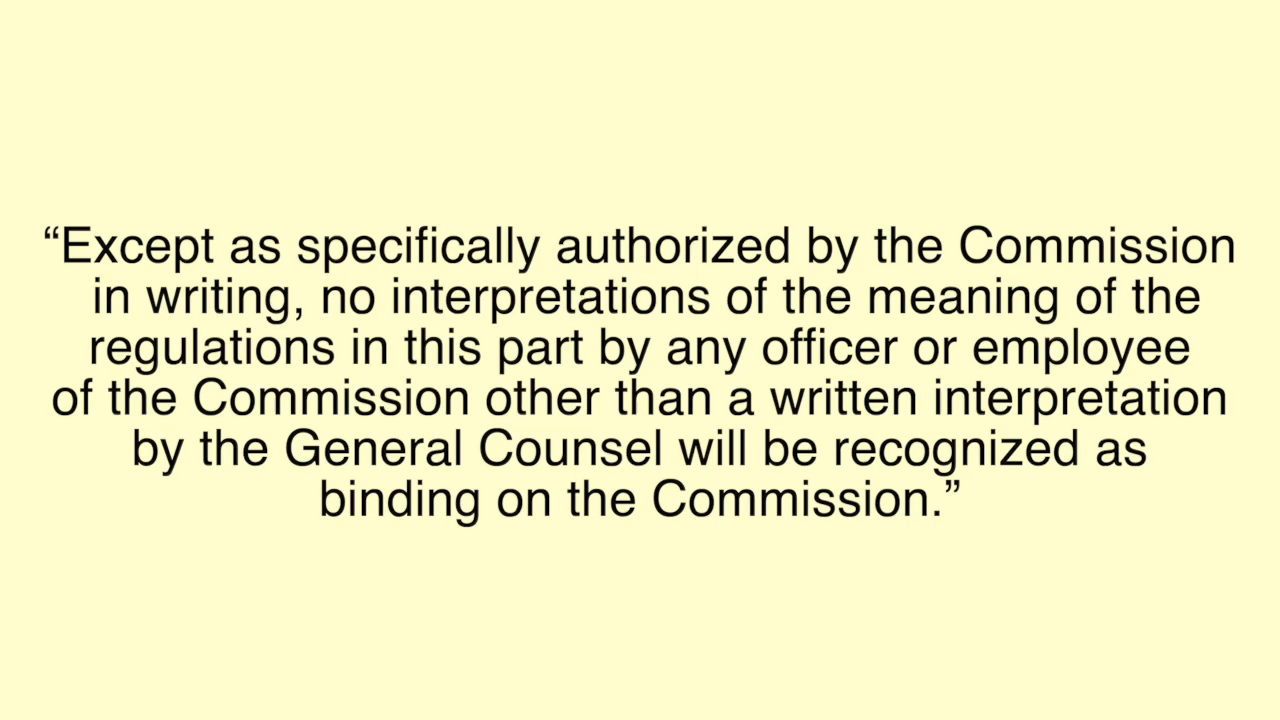 “Except as specifically authorized by the Commission
in writing, no interpretations of the meaning of the
regulations in this part by any officer or employee
of the Commission other than a written interpretation
by the General Counsel will be recognized as
binding on the Commission.”